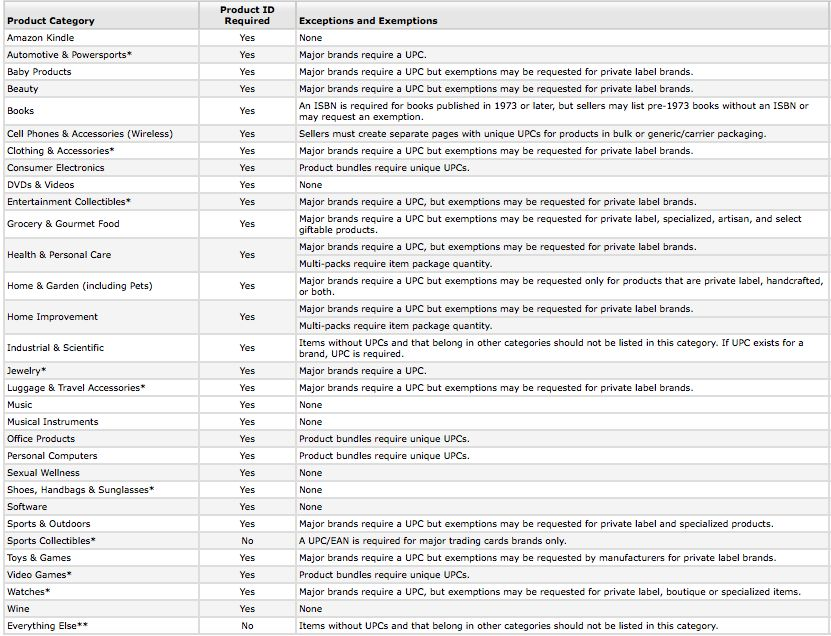 Product Category Product ID Required Exceptions and Exemptions
Amazon Kindle Yes None
Automotive & Powersports* Yes Major brands require a UPC.
Baby Products Yes Major brands require a UPC but exemptions may be requested for private label brands.
Beauty Yes Major brands require a UPC but exemptions may be requested for private label brands.
Books Yes An ISBN is required for books published in 1973 or later, but sellers may list pre-1973 books without an ISBN or
may request an exemption.
Cell Phones & Accessories (Wireless) Yes Sellers must create separate pages with unique UPCs for products in bulk or generic/carrier packaging.
Clothing & Accessories* Yes Major brands require a UPC but exemptions may be requested for private label brands.
Consumer Electronics Yes Product bundles require unique UPCs.
DVDs & Videos Yes None
Entertainment Collectibles* Yes Major brands require a UPC, but exemptions may be requested for private label brands.
Grocery & Gourmet Food Yes Major brands require a UPC but exemptions may be requested for private label, specialized, artisan, and select
giftable products.
Health & Personal Care Yes Major brands require a UPC, but exemptions may be requested for private label brands.
Multi-packs require item package quantity.
Home & Garden (including Pets) Yes Major brands require a UPC but exemptions may be requested only for products that are private label, handcrafted,
or both.
Home Improvement Yes Major brands require a UPC but exemptions may be requested for private label brands.
Multi-packs require item package quantity.
Industrial & Scientific Yes Items without UPCs and that belong in other categories should not be listed in this category. If UPC exists for a
brand, UPC is required.
Jewelry* Yes Major brands require a UPC.
Luggage & Travel Accessories* Yes Major brands require a UPC but exemptions may be requested for private label brands.
Music Yes None
Musical Instruments Yes None
Office Products Yes Product bundles require unique UPCs.
Personal Computers Yes Product bundles require unique UPCs.
Sexual Wellness Yes None
Shoes, Handbags & Sunglasses* Yes None
Software Yes None
Sports & Outdoors Yes Major brands require a UPC but exemptions may be requested for private label and specialized products.
Sports Collectibles* No A UPC/EAN is required for major trading cards brands only.
Toys & Games Yes Major brands require a UPC but exemptions may be requested by manufacturers for private label brands.
Video Games* Yes Product bundles require unique UPCs.
Watches* Yes Major brands require a UPC, but exemptions may be requested for private label, boutique or specialized items.
Wine Yes None
Everything Else** No Items without UPCs and that belong in other categories should not be listed in this category.